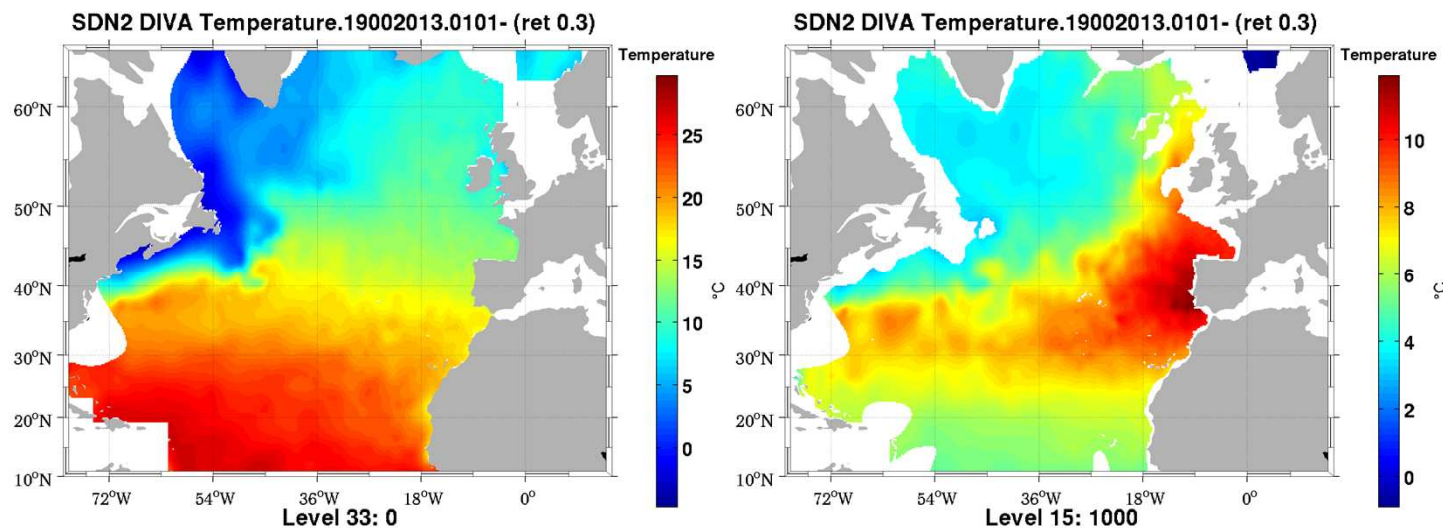 SDN2 DIVA Temperature.19002013.0101- (ret 0.3)
Temperature
60°N
50°N
40°N
30°N
20°N
10°N
72°W
54°W
36°W
18°W
0°
25
20
15
10
5
0
°C
Level 33: 0
SDN2 DIVA Temperature.19002013.0101- (ret 0.3)
Temperature
60°N
50°N
40°N
30°N
20°N
10°N
72°W
54°W
36°W
18°W
0°
10
8
6
4
2
0
°C
Level 15: 1000